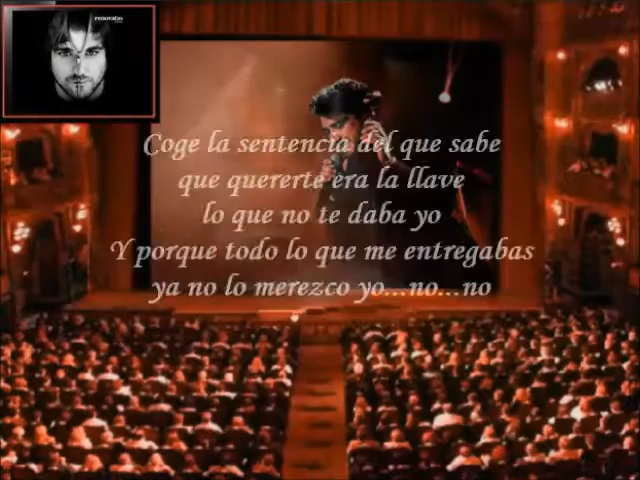 renovatio
Coge la sentencia del que sabe
que quererte era la llave
lo que no te daba yo
Y porque todo lo que me entregabas
ya no lo merezco yo...no...no